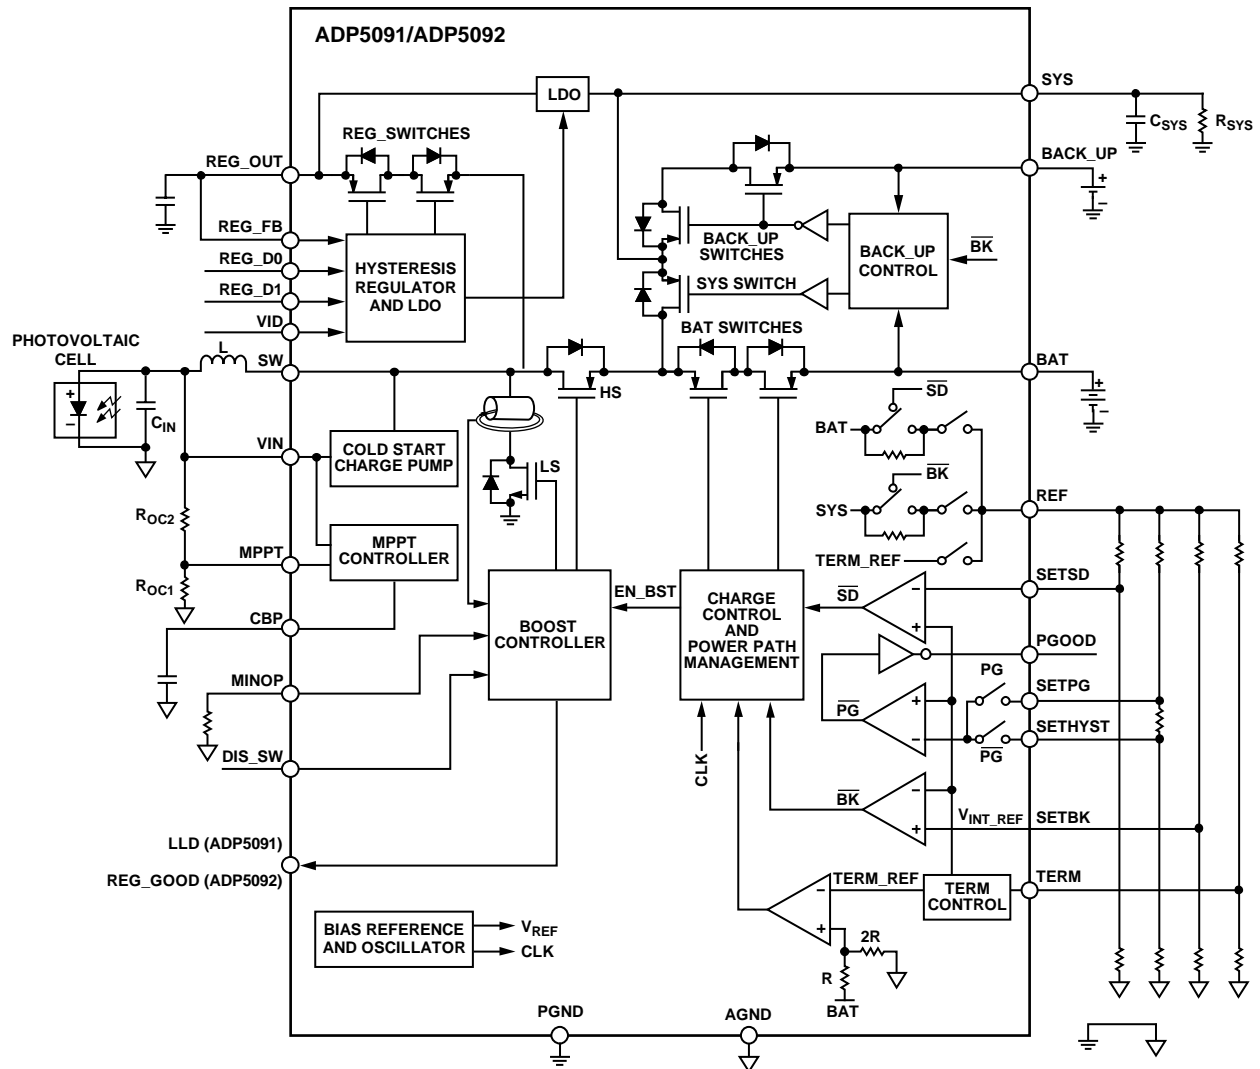 ADP5091/ADP5092
SYS
LDO
C_SYS
R_SYS
REG_SWITCHES
REG_OUT
BACK_UP
+
–
REG_FB
REG_D0
REG_D1
VID
HYSTERESIS
REGULATOR
AND LDO
BACK_UP
SWITCHES
BACK_UP
CONTROL
BK
SYS SWITCH
BAT SWITCHES
PHOTOVOLTAIC
CELL
L
SW
BAT
HS
+
–
+
–
C_IN
SD
BAT
VIN
COLD START
CHARGE PUMP
LS
BK
SYS
REF
R_OC2
MPPT
MPPT
CONTROLLER
TERM_REF
R_OC1
CBP
EN_BST
SD
–
+
SETSD
BOOST
CONTROLLER
CHARGE
CONTROL
AND
POWER PATH
MANAGEMENT
PGOOD
MINOP
PG
SETPG
PG
+
–
SETHYST
PG
DIS_SW
CLK
BK
–
+
V_INT_REF
SETBK
LLD (ADP5091)
REG_GOOD (ADP5092)
TERM_REF
–
+
TERM
CONTROL
TERM
BIAS REFERENCE
AND OSCILLATOR
V_REF
CLK
2R
R
BAT
PGND
AGND